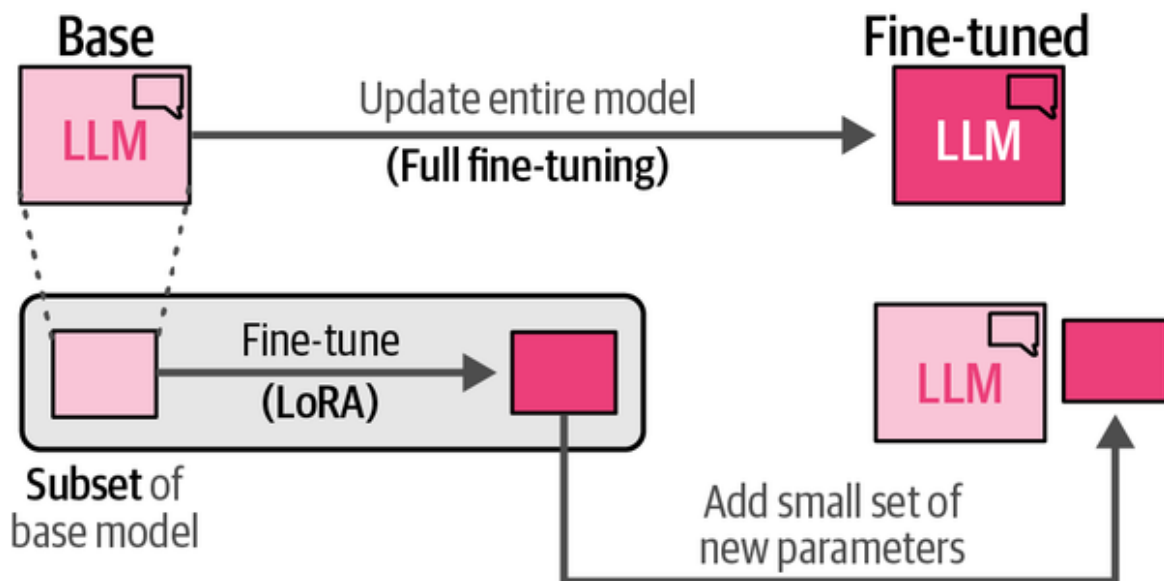 Base
Fine-tuned
LLM
Update entire model
(Full fine-tuning)
LLM
Fine-tune
(LoRA)
LLM
Subset of
base model
Add small set of
new parameters